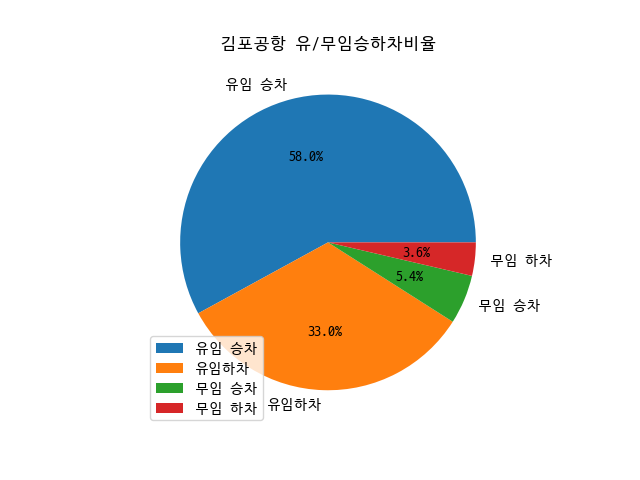 김포공항 유/무임승하차비율
유임 승차
58.0%
3.6%
무임 하차
5.4%
무임 승차
33.0%
유임하차
유임 승차
유임하차
무임 승차
무임 하차